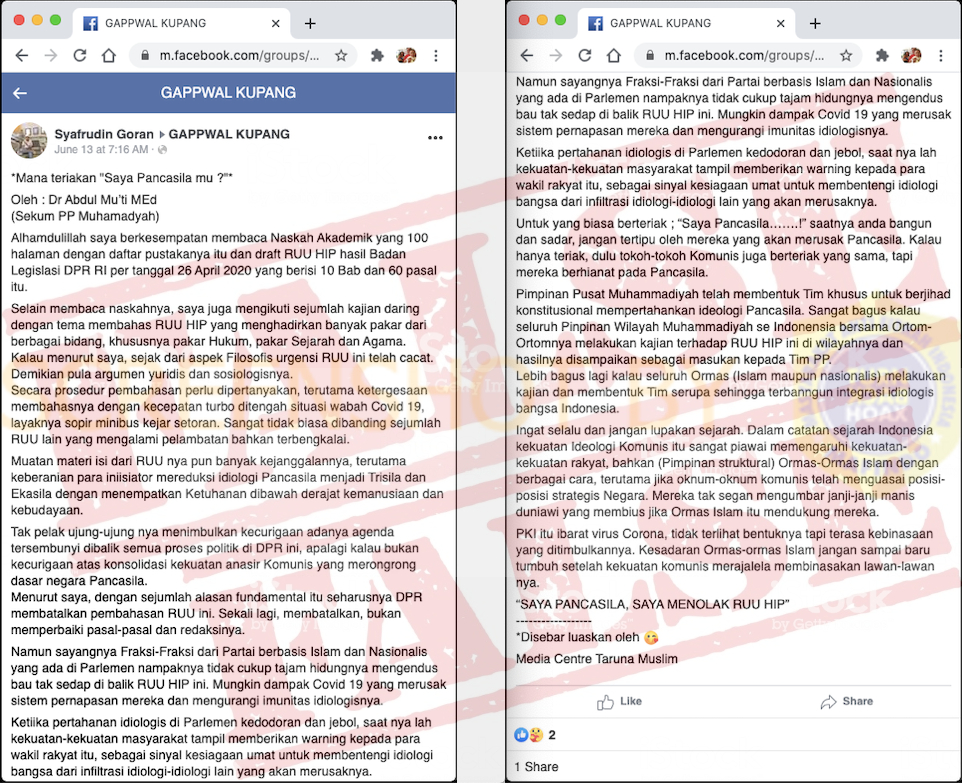 GAPPWAL KUPANG
m.facebook.com/groups/...
GAPPWAL KUPANG
Syafrudin Goran ▸ GAPPWAL KUPANG
June 13 at 7:16 AM ·
*Mana teriakan "Saya Pancasila mu ?"*
Oleh : Dr Abdul Mu'ti MEd
(Sekum PP Muhamadyah)
Alhamdulillah saya berkesempatan membaca Naskah Akademik yang 100
halaman dengan daftar pustakanya itu dan draft RUU HIP hasil Badan
Legislasi DPR RI per tanggal 26 April 2020 yang berisi 10 Bab dan 60 pasal
itu.
Selain membaca naskahnya, saya juga mengikuti sejumlah kajian daring
dengan tema membahas RUU HIP yang menghadirkan banyak pakar dari
berbagai bidang, khususnya pakar Hukum, pakar Sejarah dan Agama.
Kalau menurut saya, sejak dari aspek Filosofis urgensi RUU ini telah cacat.
Demikian pula argumen yuridis dan sosiologisnya.
Secara prosedur pembahasan perlu dipertanyakan, terutama ketergesaan
membahasnya dengan kecepatan turbo ditengah situasi wabah Covid 19,
layaknya sopir minibus kejar setoran. Sangat tidak biasa dibanding sejumlah
RUU lain yang mengalami pelambatan bahkan terbengkalai.
Muatan materi isi dari RUU nya pun banyak kejanggalannya, terutama
keberanian para iniisiator mereduksi idiologi Pancasila menjadi Trisila dan
Ekasila dengan menempatkan Ketuhanan dibawah derajat kemanusiaan dan
kebudayaan.
Tak pelak ujung-ujung nya menimbulkan kecurigaan adanya agenda
tersembunyi dibalik semua proses politik di DPR ini, apalagi kalau bukan
kecurigaan atas konsolidasi kekuatan anasir Komunis yang merongrong
dasar negara Pancasila.
Menurut saya, dengan sejumlah alasan fundamental itu seharusnya DPR
membatalkan pembahasan RUU ini. Sekali lagi, membatalkan, bukan
memperbaiki pasal-pasal dan redaksinya.
Namun sayangnya Fraksi-Fraksi dari Partai berbasis Islam dan Nasionalis
yang ada di Parlemen nampaknya tidak cukup tajam hidungnya mengendus
bau tak sedap di balik RUU HIP ini. Mungkin dampak Covid 19 yang merusak
sistem pernapasan mereka dan mengurangi imunitas idiologisnya.
Ketiika pertahanan idiologis di Parlemen kedodoran dan jebol, saat nya lah
kekuatan-kekuatan masyarakat tampil memberikan warning kepada para
wakil rakyat itu, sebagai sinyal kesiagaan umat untuk membentengi idiologi
bangsa dari infiltrasi idiologi-idiologi lain yang akan merusaknya.
GAPPWAL KUPANG
m.facebook.com/groups/...
Namun sayangnya Fraksi-Fraksi dari Partai berbasis Islam dan Nasionalis
yang ada di Parlemen nampaknya tidak cukup tajam hidungnya mengendus
bau tak sedap di balik RUU HIP ini. Mungkin dampak Covid 19 yang merusak
sistem pernapasan mereka dan mengurangi imunitas idiologisnya.
Ketiika pertahanan idiologis di Parlemen kedodoran dan jebol, saat nya lah
kekuatan-kekuatan masyarakat tampil memberikan warning kepada para
wakil rakyat itu, sebagai sinyal kesiagaan umat untuk membentengi idiologi
bangsa dari infiltrasi idiologi-idiologi lain yang akan merusaknya.
Untuk yang biasa berteriak ; "Saya Pancasila.......!" saatnya anda bangun
dan sadar, jangan tertipu oleh mereka yang akan merusak Pancasila. Kalau
hanya teriak, dulu tokoh-tokoh Komunis juga berteriak yang sama, tapi
mereka berhianat pada Pancasila.
Pimpinan Pusat Muhammadiyah telah membentuk Tim khusus untuk berjihad
konstitusional mempertahankan ideologi Pancasila. Sangat bagus kalau
seluruh Pinpinan Wilayah Muhammadiyah se Indonensia bersama Ortom-
Ortomnya melakukan kajian terhadap RUU HIP ini di wilayahnya dan
hasilnya disampaikan sebagai masukan kepada Tim PP.
Lebih bagus lagi kalau seluruh Ormas (Islam maupun nasionalis) melakukan
kajian dan membentuk Tim serupa sehingga terbanngun integrasi idiologis
bangsa Indonesia.
Ingat selalu dan jangan lupakan sejarah. Dalam catatan sejarah Indonesia
kekuatan Ideologi Komunis itu sangat piawai memengaruhi kekuatan-
kekuatan rakyat, bahkan (Pimpinan struktural) Ormas-Ormas Islam dengan
berbagai cara, terutama jika oknum-oknum komunis telah menguasai posisi-
posisi strategis Negara. Mereka tak segan mengumbar janji-janji manis
duniawi yang membius jika Ormas Islam itu mendukung mereka.
PKI itu ibarat virus Corona, tidak terlihat bentuknya tapi terasa kebinasaan
yang ditimbulkannya. Kesadaran Ormas-ormas Islam jangan sampai baru
tumbuh setelah kekuatan komunis merajalela membinasakan lawan-lawan
nya.
"SAYA PANCASILA, SAYA MENOLAK RUU HIP"
-----------------
*Disebar luaskan oleh 😋
Media Centre Taruna Muslim
Like
Share
2
1 Share
FALSE
FALSE
HOAX